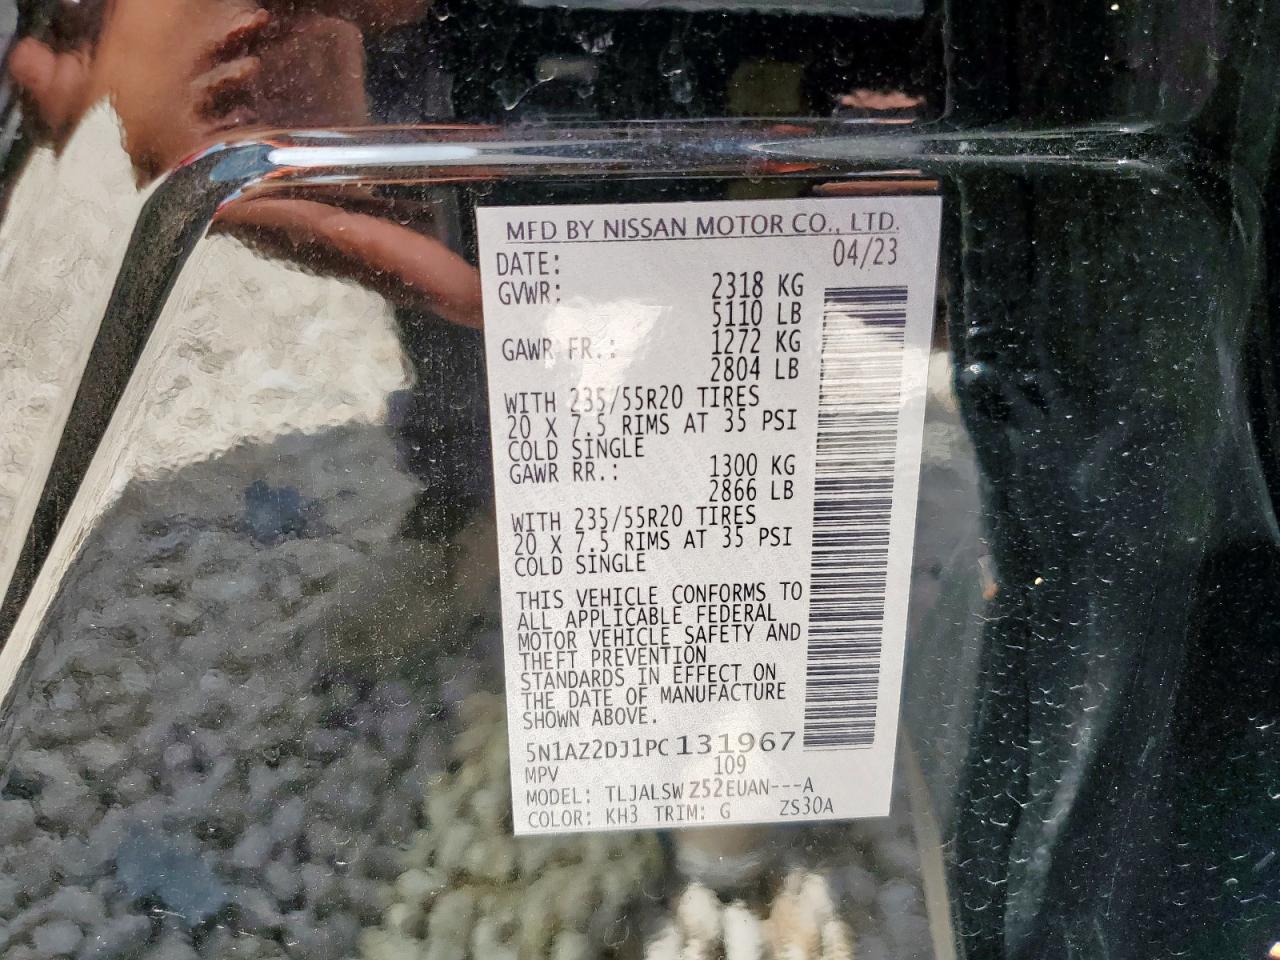 MFD BY NISSAN MOTOR CO., LTD.
DATE: 04/23
GVWR: 2318 KG
5110 LB
GAWR FR.: 1272 KG
2804 LB
WITH 235/55R20 TIRES
20 X 7.5 RIMS AT 35 PSI
COLD SINGLE
GAWR RR.: 1300 KG
2866 LB
WITH 235/55R20 TIRES
20 X 7.5 RIMS AT 35 PSI
COLD SINGLE
THIS VEHICLE CONFORMS TO
ALL APPLICABLE FEDERAL
MOTOR VEHICLE SAFETY AND
THEFT PREVENTION
STANDARDS IN EFFECT ON
THE DATE OF MANUFACTURE
SHOWN ABOVE.
5N1AZ2DJ1PC131967
MPV 109
MODEL: TLJALSWZ52EUAN---A
COLOR: KH3 TRIM: G ZS30A